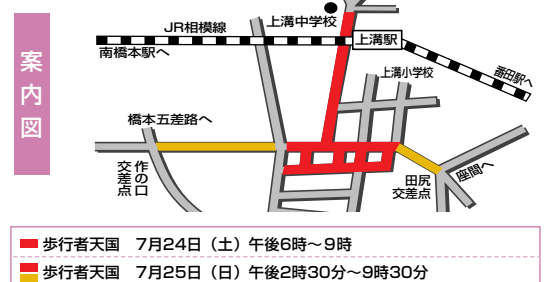 案内図
上溝中学校
JR相模線
上溝駅
南橋本駅へ
番田駅へ
上溝小学校
橋本五差路へ
作の口
交差点
田尻
交差点
座間へ
歩行者天国 7月24日（土）午後6時～9時
歩行者天国 7月25日（日）午後2時30分～9時30分